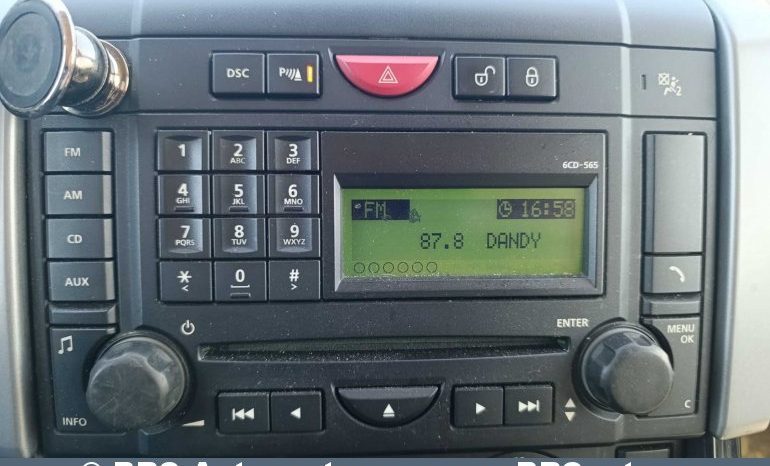 DSC
P
FM
AM
CD
AUX
INFO
1
2 ABC
3 DEF
4 GHI
5 JKL
6 MNO
7 PQRS
8 TUV
9 WXYZ
* <
0
# >
6CD-565
FM 16:58
87.8 DANDY
ENTER
MENU
OK
C
2